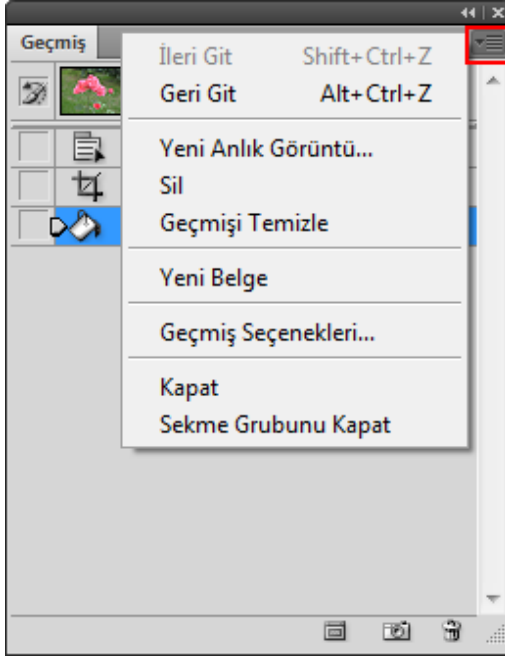 Geçmiş
İleri Git Shift+Ctrl+Z
Geri Git Alt+Ctrl+Z
Yeni Anlık Görüntü...
Sil
Geçmişi Temizle
Yeni Belge
Geçmiş Seçenekleri...
Kapat
Sekme Grubunu Kapat